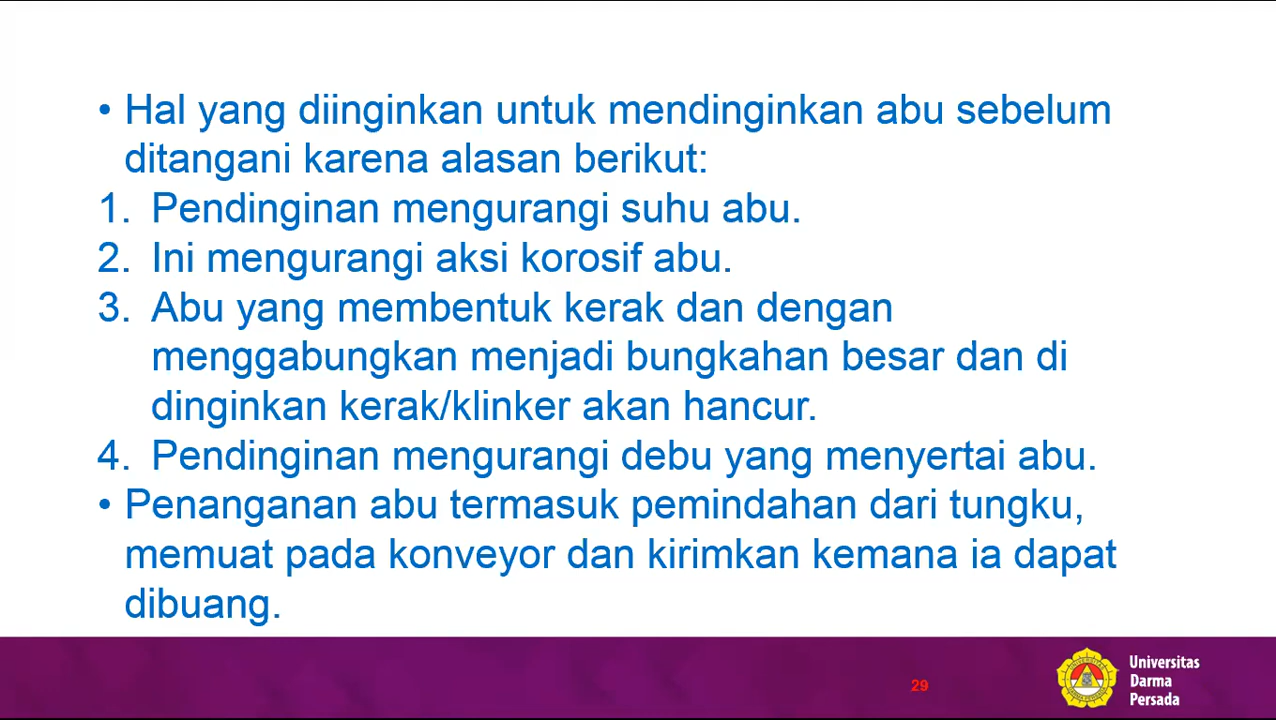 • Hal yang diinginkan untuk mendinginkan abu sebelum
ditangani karena alasan berikut:
1. Pendinginan mengurangi suhu abu.
2. Ini mengurangi aksi korosif abu.
3. Abu yang membentuk kerak dan dengan
menggabungkan menjadi bungkahan besar dan di
dinginkan kerak/klinker akan hancur.
4. Pendinginan mengurangi debu yang menyertai abu.
• Penanganan abu termasuk pemindahan dari tungku,
memuat pada konveyor dan kirimkan kemana ia dapat
dibuang.
29
Universitas
Darma
Persada